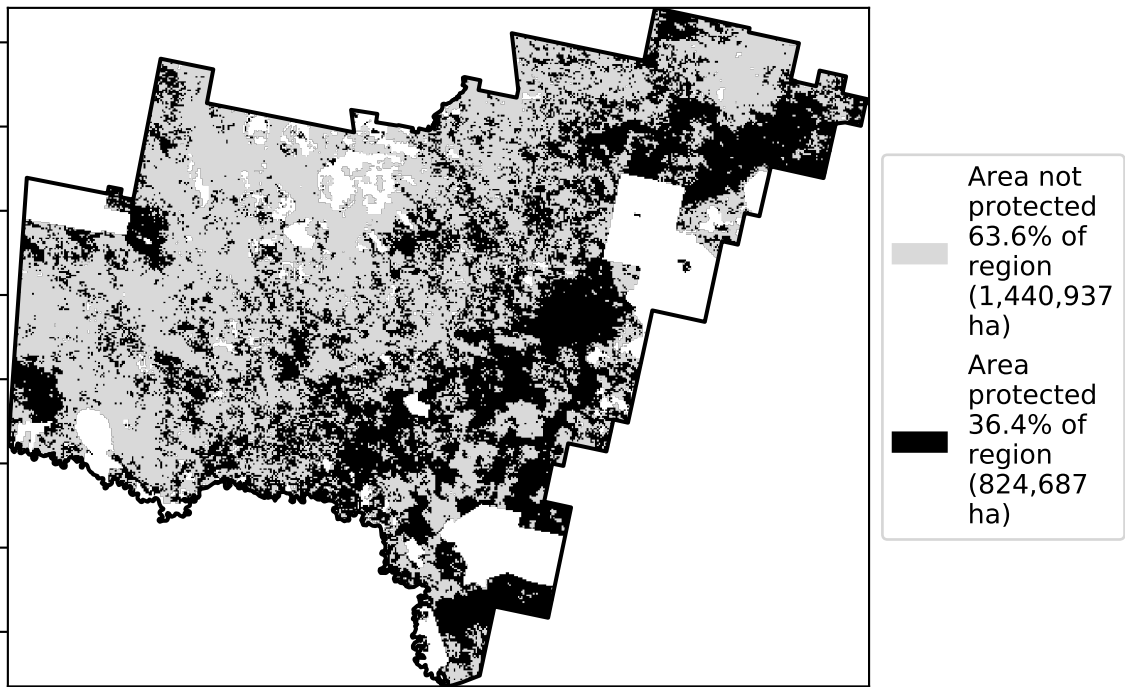 Area not
protected
63.6% of
region
(1,440,937
ha)
Area
protected
36.4% of
region
(824,687
ha)